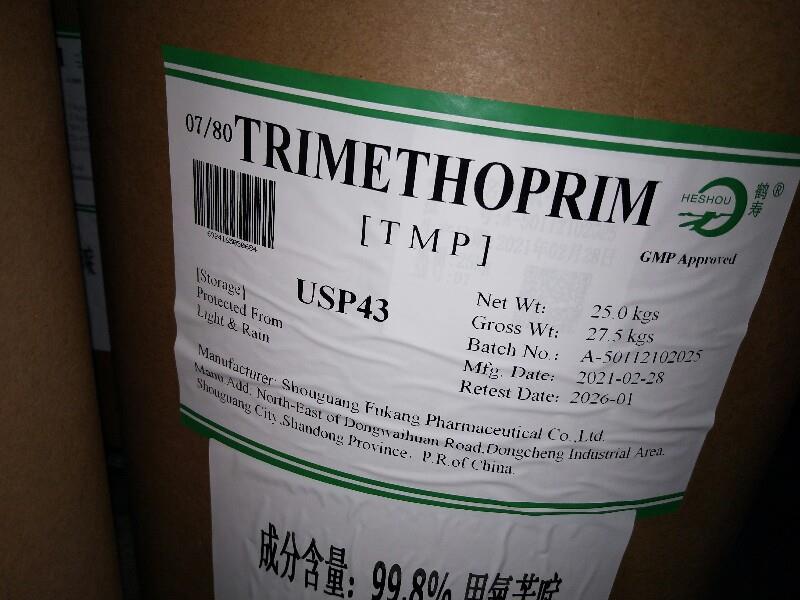 07/80 TRIMETHOPRIM
[TMP]
HESHOU 鹤寿®
GMP Approved
[Storage]
Protected From
Light & Rain
USP43
Net Wt: 25.0 kgs
Gross Wt: 27.5 kgs
Batch No.: A-50112102025
Mfg. Date: 2021-02-28
Retest Date: 2026-01
Manufacturer: Shouguang Fukang Pharmaceutical Co.,Ltd.
Manu Add. North-East of Dongwaihuan Road,Dongcheng Industrial Area.
Shouguang City,Shandong Province, P.R.of China.
成分含量：99.8% 甲氧苄啶